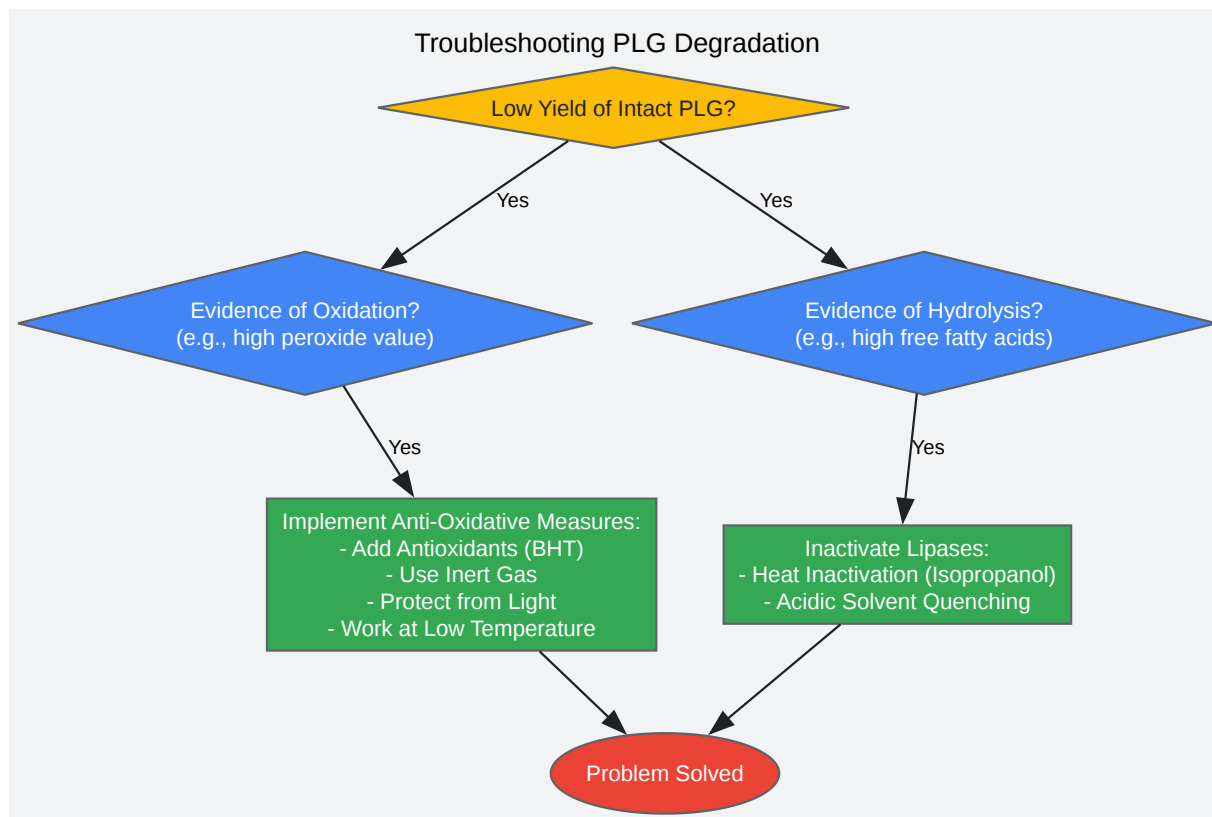 Troubleshooting PLG Degradation
Low Yield of Intact PLG?
Yes
Yes
Evidence of Oxidation?
(e.g., high peroxide value)
Evidence of Hydrolysis?
(e.g., high free fatty acids)
Yes
Yes
Implement Anti-Oxidative Measures:
- Add Antioxidants (BHT)
- Use Inert Gas
- Protect from Light
- Work at Low Temperature
Inactivate Lipases:
- Heat Inactivation (Isopropanol)
- Acidic Solvent Quenching
Problem Solved